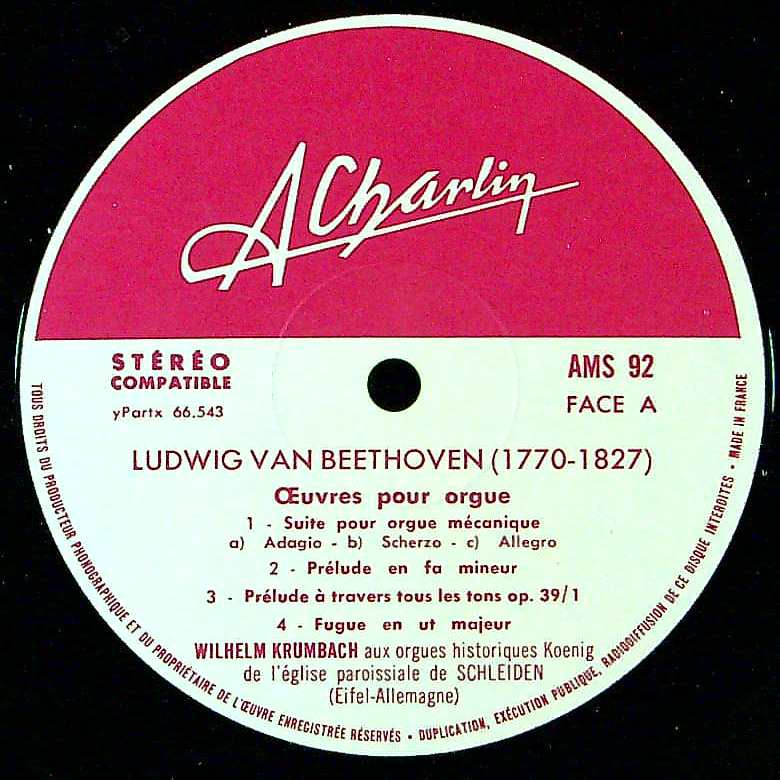 A Charlin
STÉRÉO
COMPATIBLE
yPartx 66.543
AMS 92
FACE A
LUDWIG VAN BEETHOVEN (1770-1827)
Œuvres pour orgue
1 - Suite pour orgue mécanique
a) Adagio - b) Scherzo - c) Allegro
2 - Prélude en fa mineur
3 - Prélude à travers tous les tons op. 39/1
4 - Fugue en ut majeur
WILHELM KRUMBACH aux orgues historiques Koenig
de l'église paroissiale de SCHLEIDEN
(Eifel-Allemagne)
TOUS DROITS DU PRODUCTEUR PHONOGRAPHIQUE ET DU PROPRIÉTAIRE DE L'ŒUVRE ENREGISTRÉE RÉSERVÉS • DUPLICATION, EXÉCUTION PUBLIQUE, RADIODIFFUSION DE CE DISQUE INTERDITES • MADE IN FRANCE